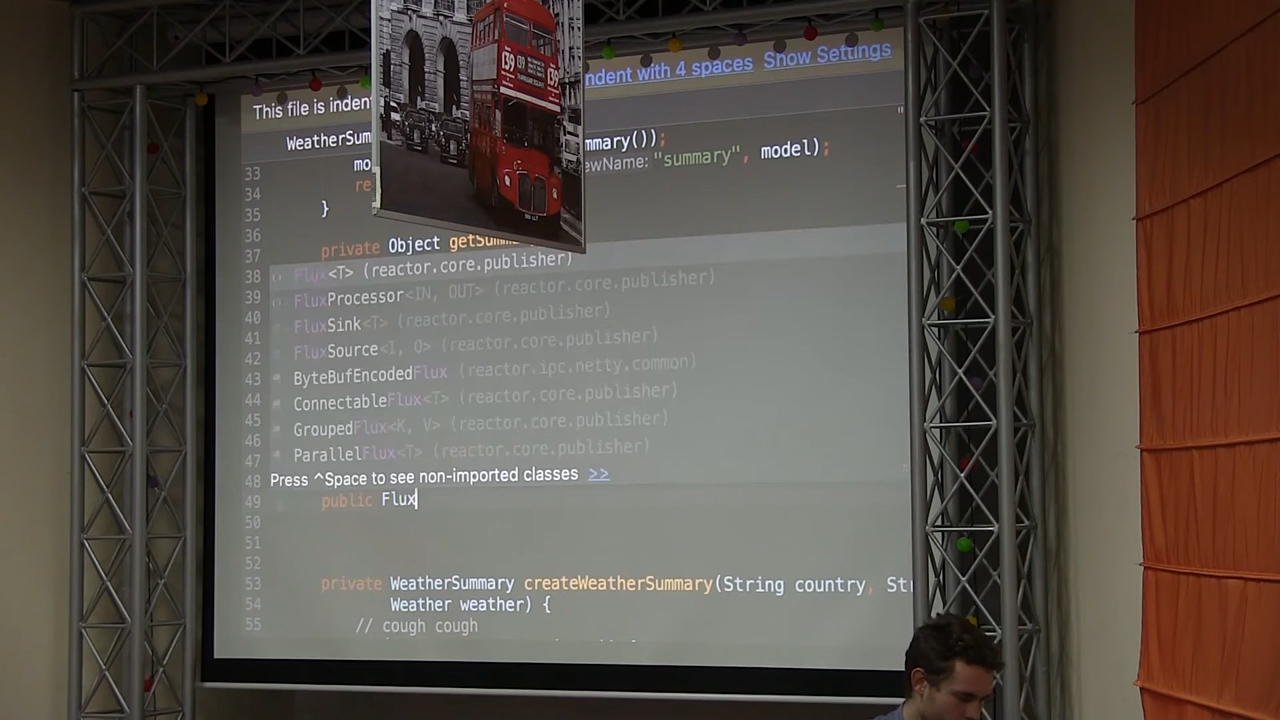 ndent with 4 spaces Show Settings
This file is inden
WeatherSum
mmary());
33 mo
ewName: "summary", model);
34 re
35 }
36
37 private Object getSumm
38 Flux<T> (reactor.core.publisher)
39 FluxProcessor<IN, OUT> (reactor.core.publisher)
40 FluxSink<T> (reactor.core.publisher)
41 FluxSource<I, O> (reactor.core.publisher)
42 ByteBufEncodedFlux (reactor.ipc.netty.common)
43 ConnectableFlux<T> (reactor.core.publisher)
44 GroupedFlux<K, V> (reactor.core.publisher)
45 ParallelFlux<T> (reactor.core.publisher)
46
47
48 Press ^Space to see non-imported classes >>
49 public Flux
50
51
52
53 private WeatherSummary createWeatherSummary(String country, Str
54 Weather weather) {
55 // cough cough
139 139 139